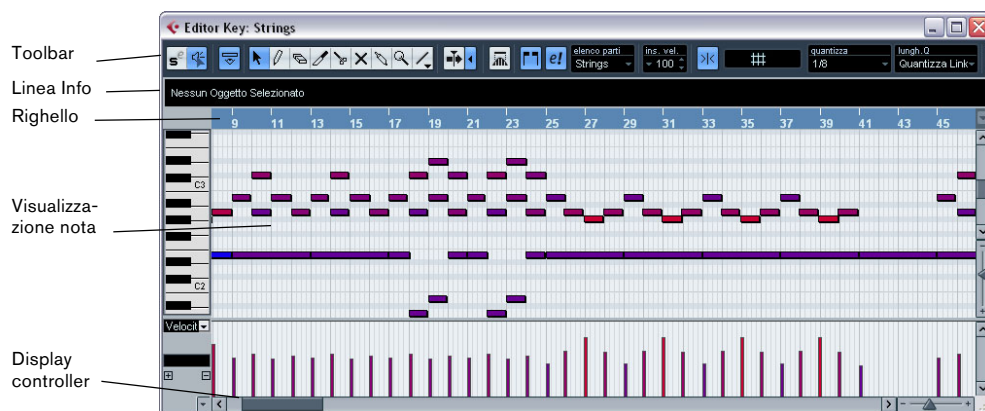 Editor Key: Strings
Toolbar
elenco parti
ins. vel.
quantizza
lungh.Q
Strings
100
1/8
Quantizza Link
Linea Info
Nessun Oggetto Selezionato
Righello
9 11 13 15 17 19 21 23 25 27 29 31 33 35 37 39 41 43 45
C3
Visualizza-
zione nota
C2
Velocit
Display
controller